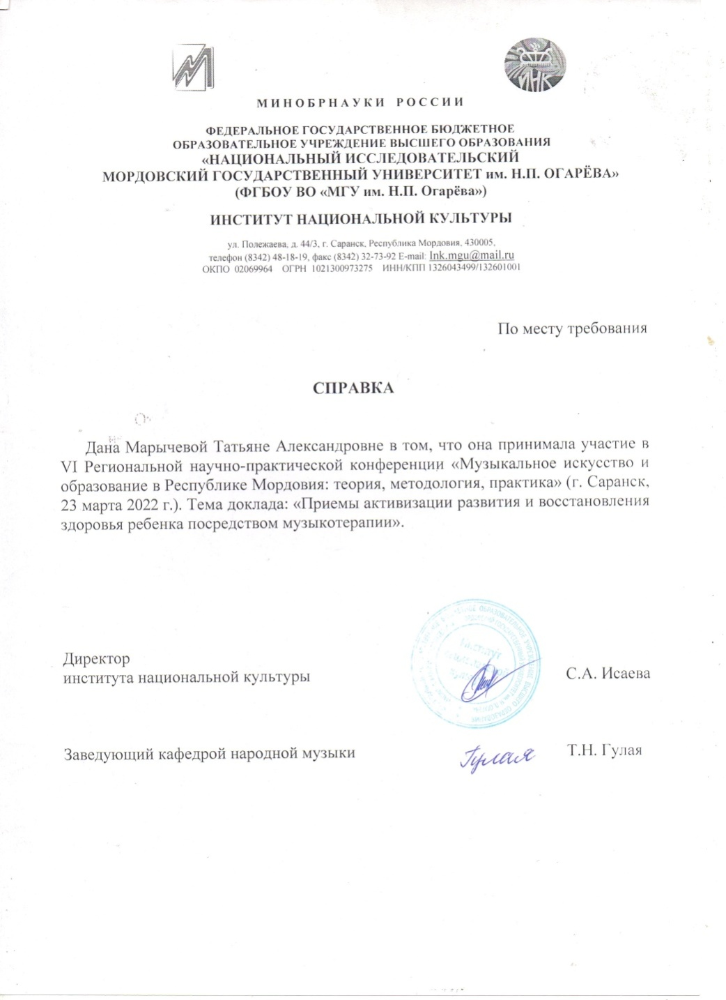 ИНК
МИНОБРНАУКИ РОССИИ
ФЕДЕРАЛЬНОЕ ГОСУДАРСТВЕННОЕ БЮДЖЕТНОЕ
ОБРАЗОВАТЕЛЬНОЕ УЧРЕЖДЕНИЕ ВЫСШЕГО ОБРАЗОВАНИЯ
«НАЦИОНАЛЬНЫЙ ИССЛЕДОВАТЕЛЬСКИЙ
МОРДОВСКИЙ ГОСУДАРСТВЕННЫЙ УНИВЕРСИТЕТ им. Н.П. ОГАРЁВА»
(ФГБОУ ВО «МГУ им. Н.П. Огарёва»)
ИНСТИТУТ НАЦИОНАЛЬНОЙ КУЛЬТУРЫ
ул. Полежаева, д. 44/3, г. Саранск, Республика Мордовия, 430005,
телефон (8342) 48-18-19, факс (8342) 32-73-92 E-mail: Ink.mgu@mail.ru
ОКПО 02069964 ОГРН 1021300973275 ИНН/КПП 1326043499/132601001
По месту требования
СПРАВКА
Дана Марычевой Татьяне Александровне в том, что она принимала участие в
VI Региональной научно-практической конференции «Музыкальное искусство и
образование в Республике Мордовия: теория, методология, практика» (г. Саранск,
23 марта 2022 г.). Тема доклада: «Приемы активизации развития и восстановления
здоровья ребенка посредством музыкотерапии».
Директор
института национальной культуры
С.А. Исаева
Заведующий кафедрой народной музыки
Гулая
Т.Н. Гулая